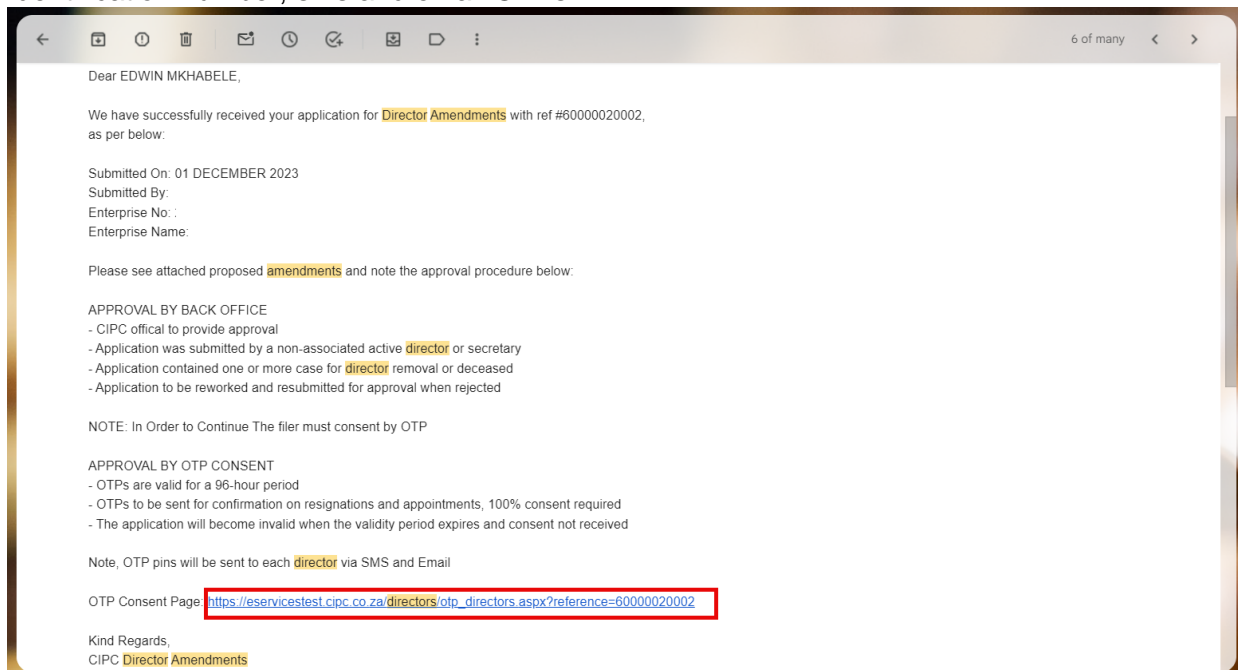 6 of many
Dear EDWIN MKHABELE,
We have successfully received your application for Director Amendments with ref #60000020002,
as per below:
Submitted On: 01 DECEMBER 2023
Submitted By:
Enterprise No: :
Enterprise Name:
Please see attached proposed amendments and note the approval procedure below:
APPROVAL BY BACK OFFICE
- CIPC offical to provide approval
- Application was submitted by a non-associated active director or secretary
- Application contained one or more case for director removal or deceased
- Application to be reworked and resubmitted for approval when rejected
NOTE: In Order to Continue The filer must consent by OTP
APPROVAL BY OTP CONSENT
- OTPs are valid for a 96-hour period
- OTPs to be sent for confirmation on resignations and appointments, 100% consent required
- The application will become invalid when the validity period expires and consent not received
Note, OTP pins will be sent to each director via SMS and Email
OTP Consent Page: https://eservicestest.cipc.co.za/directors/otp_directors.aspx?reference=60000020002
Kind Regards,
CIPC Director Amendments